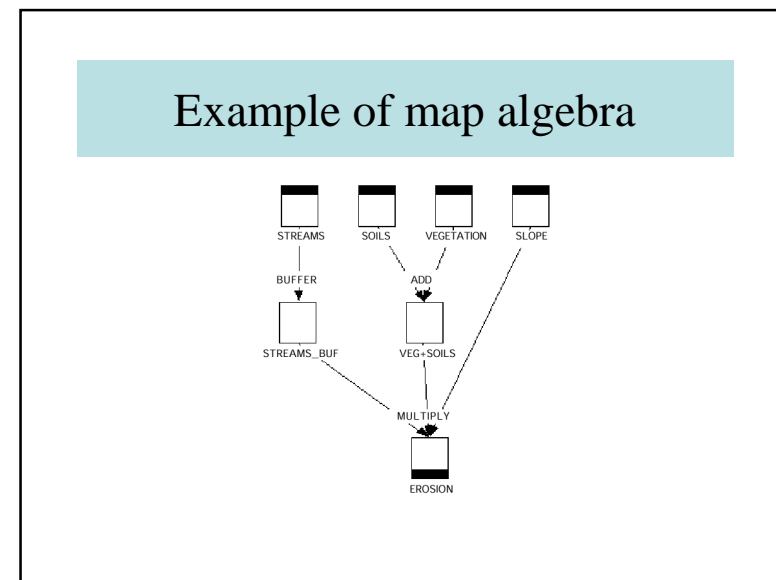 Example of map algebra
STREAMS SOILS VEGETATION SLOPE
BUFFER ADD
STREAMS_BUF VEG+SOILS
MULTIPLY
EROSION